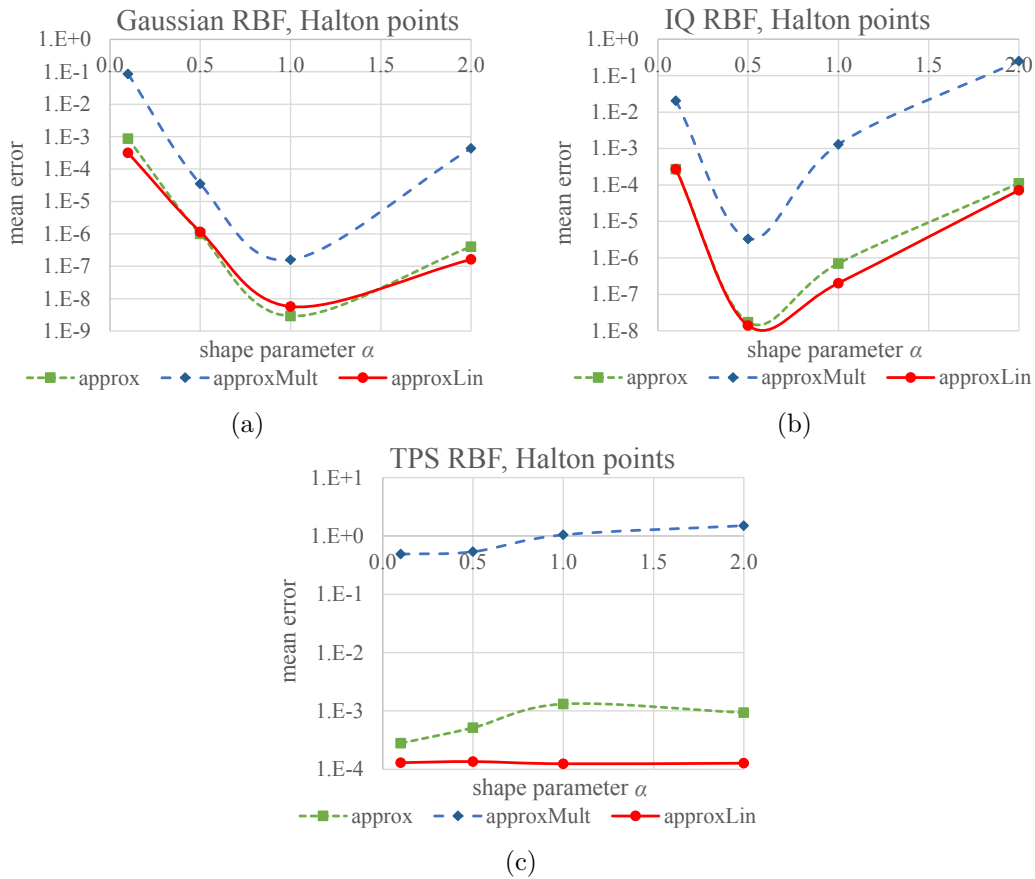 Gaussian RBF, Halton points
1.E+0
0.0 0.5 1.0 1.5 2.0
1.E-1
1.E-2
1.E-3
1.E-4
1.E-5
1.E-6
1.E-7
1.E-8
1.E-9
mean error
shape parameter α
approx approxMult approxLin
(a)
IQ RBF, Halton points
1.E+0
0.0 0.5 1.0 1.5 2.0
1.E-1
1.E-2
1.E-3
1.E-4
1.E-5
1.E-6
1.E-7
1.E-8
mean error
shape parameter α
approx approxMult approxLin
(b)
TPS RBF, Halton points
1.E+1
1.E+0
0.0 0.5 1.0 1.5 2.0
1.E-1
1.E-2
1.E-3
1.E-4
mean error
shape parameter α
approx approxMult approxLin
(c)